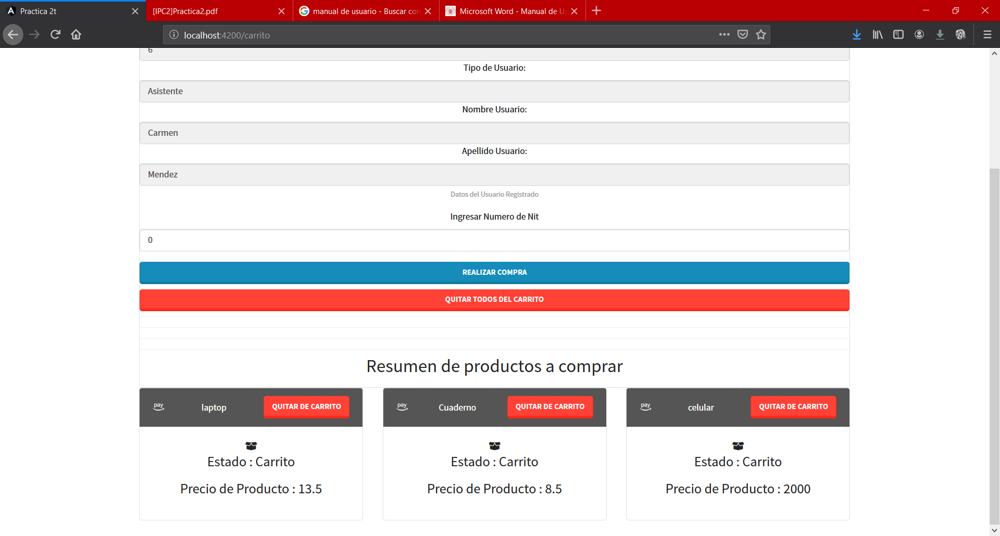 Practica 2t
[IPC2]Practica2.pdf
manual de usuario - Buscar con
Microsoft Word - Manual de Us
localhost:4200/carrito
6
Tipo de Usuario:
Asistente
Nombre Usuario:
Carmen
Apellido Usuario:
Mendez
Datos del Usuario Registrado
Ingresar Numero de Nit
0
REALIZAR COMPRA
QUITAR TODOS DEL CARRITO
Resumen de productos a comprar
pay laptop QUITAR DE CARRITO
Estado : Carrito
Precio de Producto : 13.5
pay Cuaderno QUITAR DE CARRITO
Estado : Carrito
Precio de Producto : 8.5
pay celular QUITAR DE CARRITO
Estado : Carrito
Precio de Producto : 2000